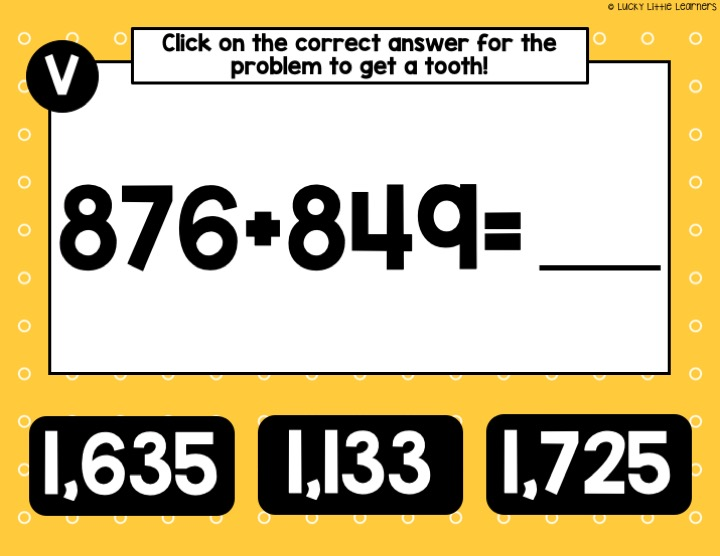 © Lucky Little Learners
Click on the correct answer for the
problem to get a tooth!
V
876+849= ____
1,635
1,133
1,725